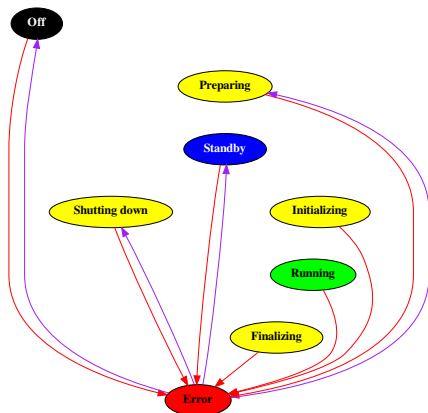 Off
Preparing
Standby
Shutting down
Initializing
Running
Finalizing
Error